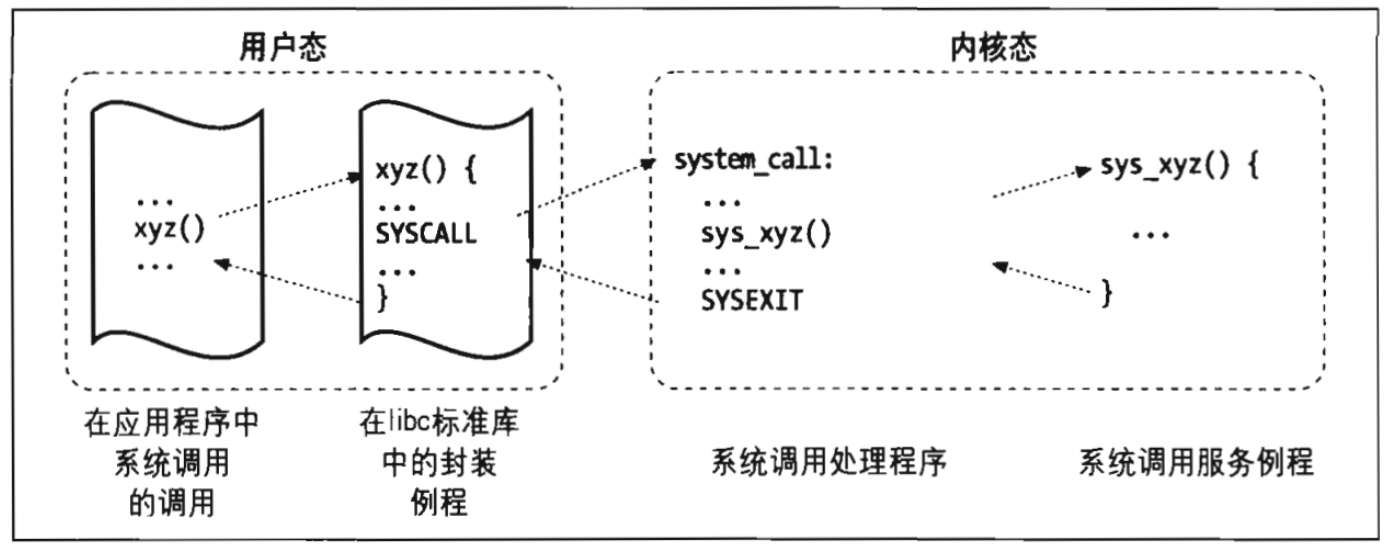 用户态
内核态
...
xyz()
...
xyz() {
...
SYSCALL
...
}
system_call:
...
sys_xyz()
...
SYSEXIT
sys_xyz() {
...
}
在应用程序中
系统调用
的调用
在libc标准库
中的封装
例程
系统调用处理程序
系统调用服务例程